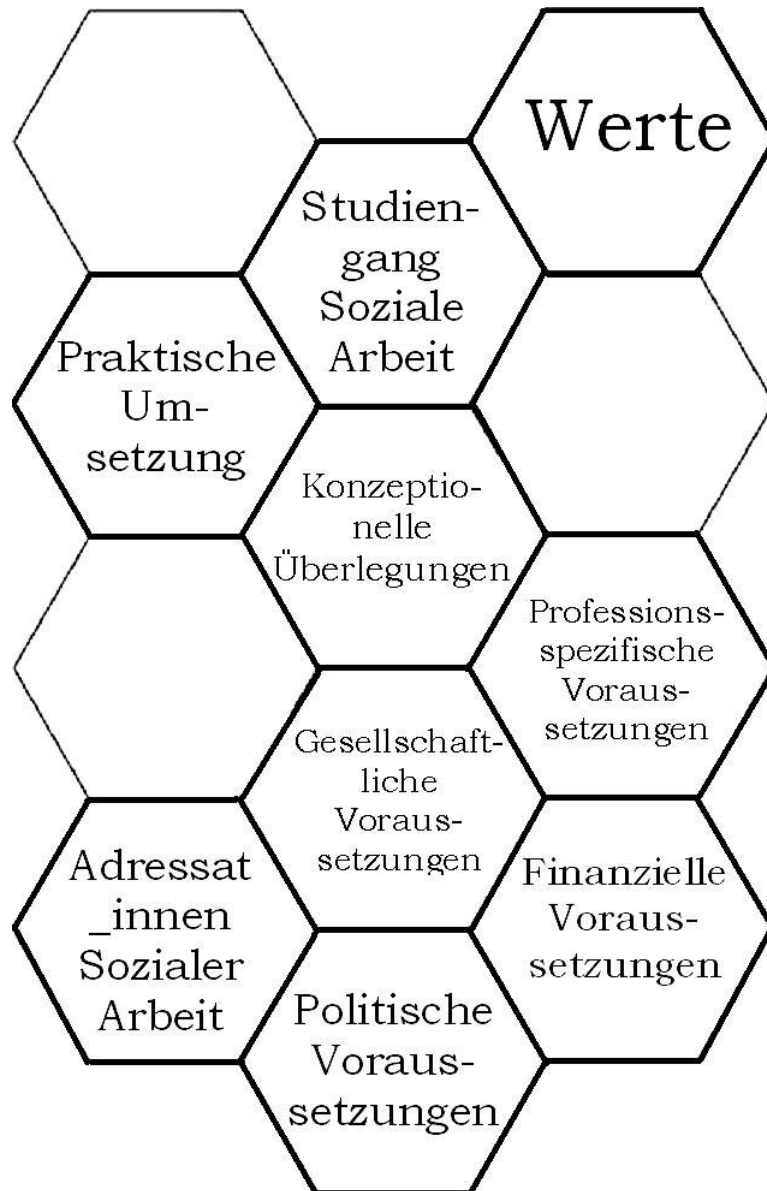 Werte
Studien-
gang
Soziale
Arbeit
Praktische
Um-
setzung
Konzeptio-
nelle
Überlegungen
Professions-
spezifische
Voraus-
setzungen
Gesellschaft-
liche
Voraus-
setzungen
Adressat
_innen
Sozialer
Arbeit
Finanzielle
Voraus-
setzungen
Politische
Voraus-
setzungen